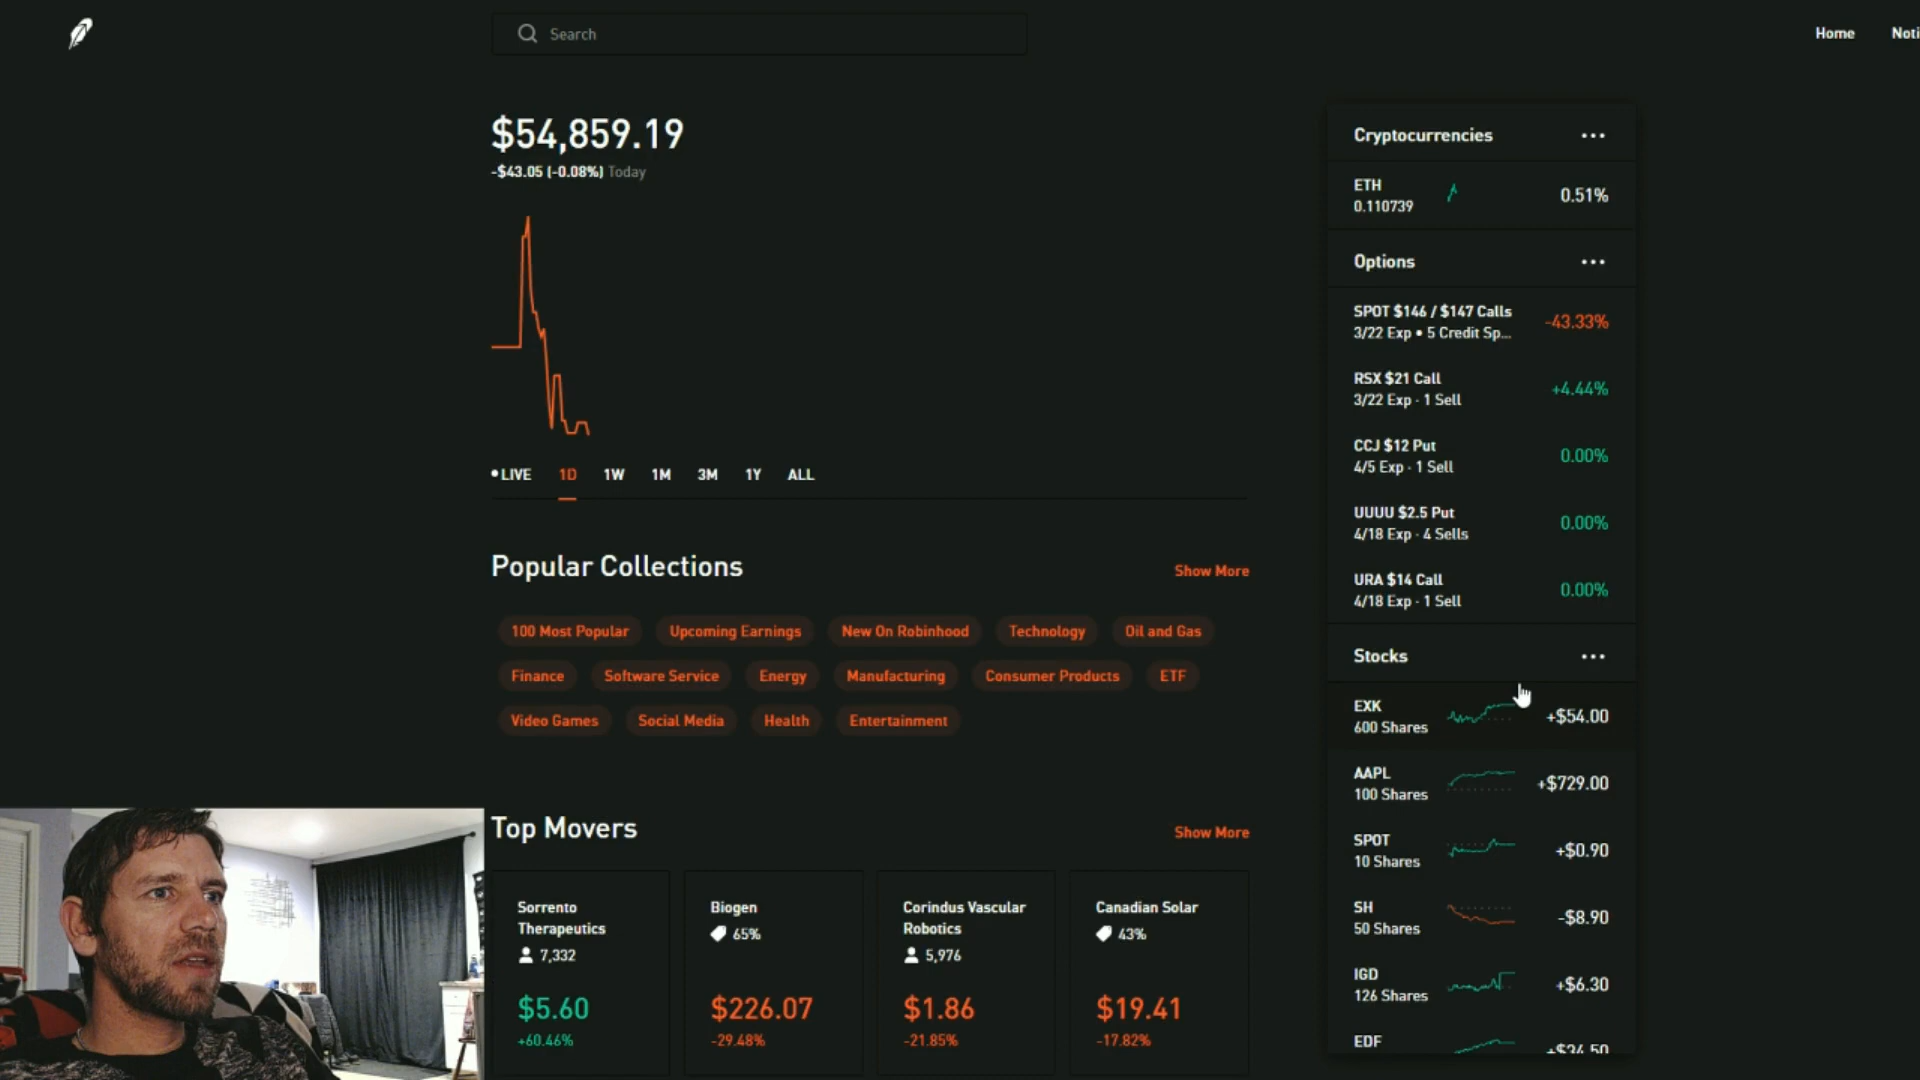 Search
Home
Noti
$54,859.19
-$43.05 (-0.08%) Today
LIVE 1D 1W 1M 3M 1Y ALL
Popular Collections
Show More
100 Most Popular
Upcoming Earnings
New On Robinhood
Technology
Oil and Gas
Finance
Software Service
Energy
Manufacturing
Consumer Products
ETF
Video Games
Social Media
Health
Entertainment
Top Movers
Show More
Sorrento
Therapeutics
7,332
$5.60
+60.46%
Biogen
65%
$226.07
-29.48%
Corindus Vascular
Robotics
5,976
$1.86
-21.85%
Canadian Solar
43%
$19.41
-17.82%
Cryptocurrencies
ETH
0.110739
0.51%
Options
SPOT $146 / $147 Calls
3/22 Exp • 5 Credit Sp...
-43.33%
RSX $21 Call
3/22 Exp · 1 Sell
+4.44%
CCJ $12 Put
4/5 Exp · 1 Sell
0.00%
UUUU $2.5 Put
4/18 Exp · 4 Sells
0.00%
URA $14 Call
4/18 Exp · 1 Sell
0.00%
Stocks
EXK
600 Shares
+$54.00
AAPL
100 Shares
+$729.00
SPOT
10 Shares
+$0.90
SH
50 Shares
-$8.90
IGD
126 Shares
+$6.30
EDF
+$34.50